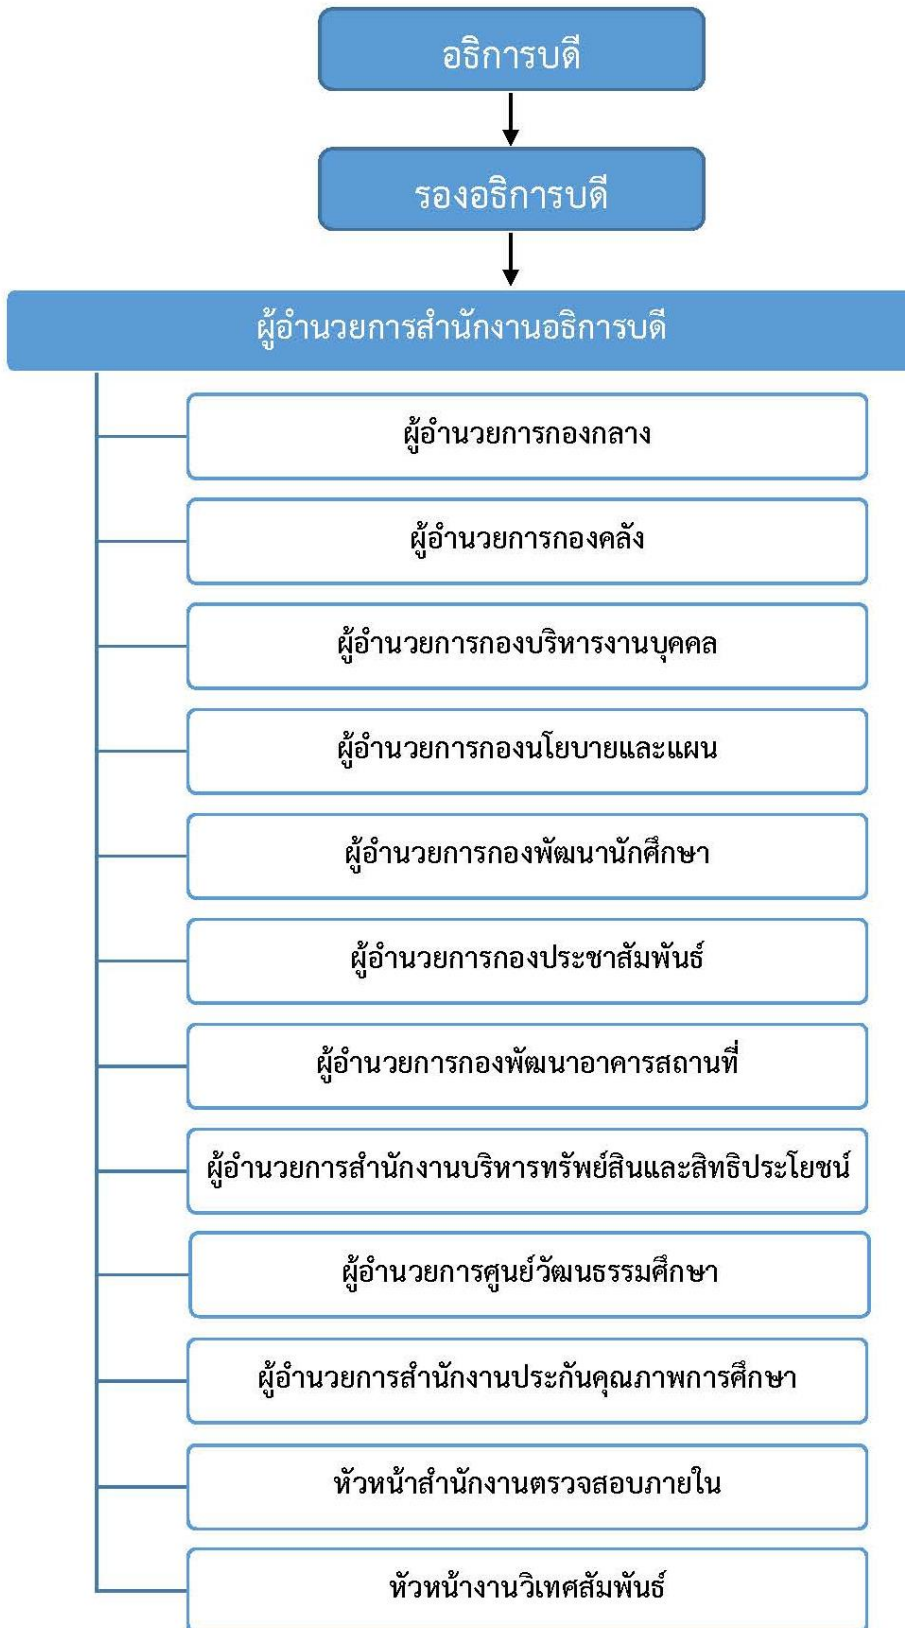 อธิการบดี
รองอธิการบดี
ผู้อำนวยการสำนักงานอธิการบดี
ผู้อำนวยการกองกลาง
ผู้อำนวยการกองคลัง
ผู้อำนวยการกองบริหารงานบุคคล
ผู้อำนวยการกองนโยบายและแผน
ผู้อำนวยการกองพัฒนานักศึกษา
ผู้อำนวยการกองประชาสัมพันธ์
ผู้อำนวยการกองพัฒนาอาคารสถานที่
ผู้อำนวยการสำนักงานบริหารทรัพย์สินและสิทธิประโยชน์
ผู้อำนวยการศูนย์วัฒนธรรมศึกษา
ผู้อำนวยการสำนักงานประกันคุณภาพการศึกษา
หัวหน้าสำนักงานตรวจสอบภายใน
หัวหน้างานวิเทศสัมพันธ์